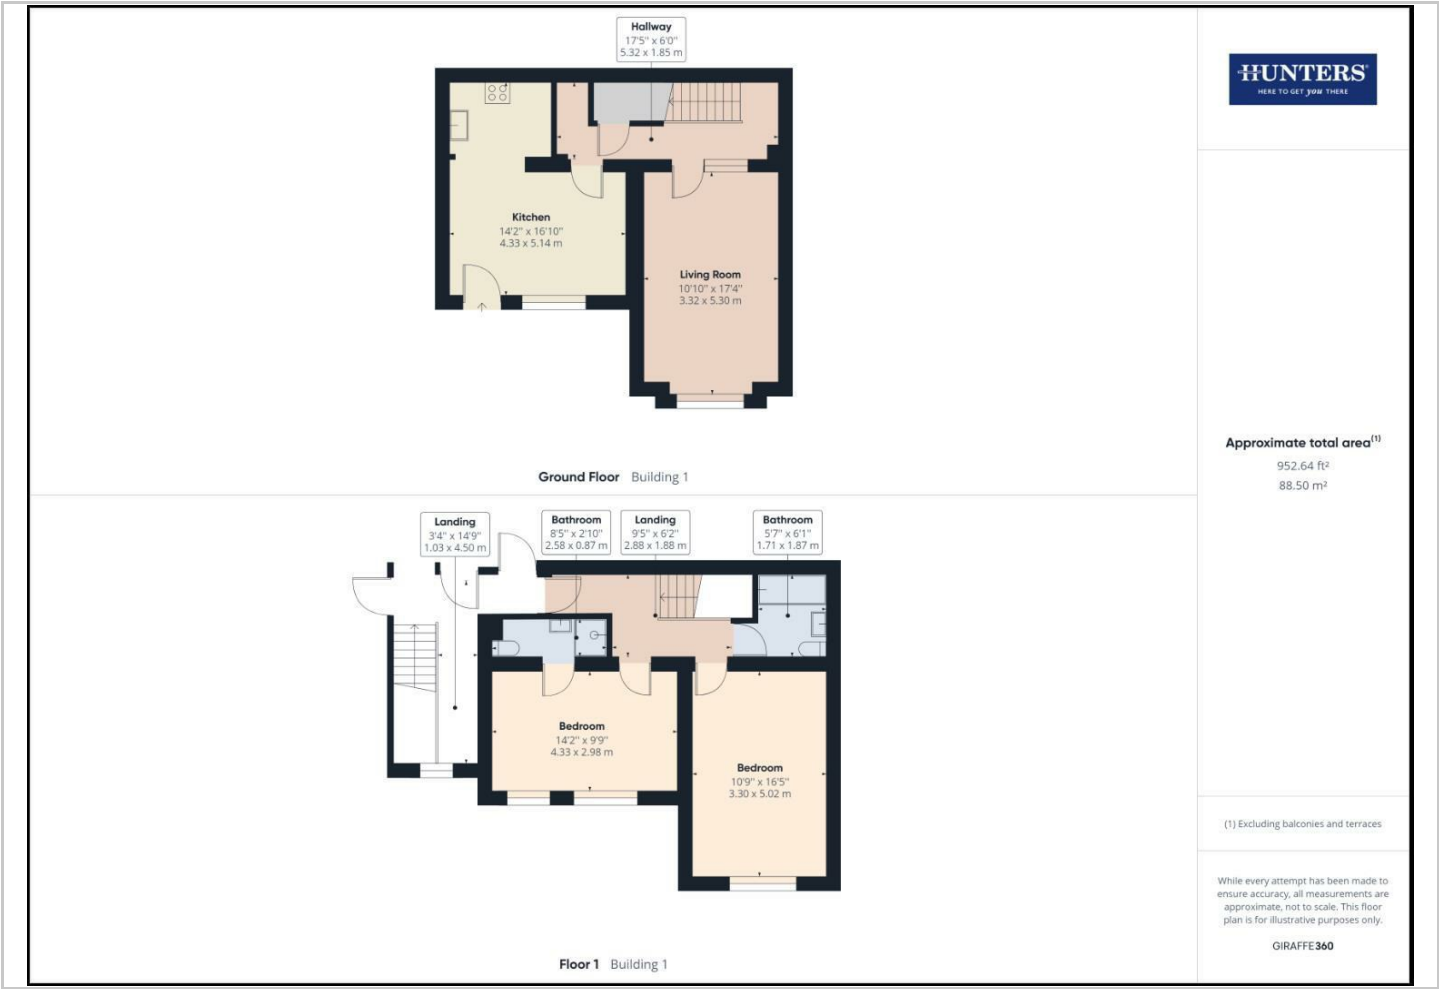 Hallway
17'5" x 6'0"
5.32 x 1.85 m
Kitchen
14'2" x 16'10"
4.33 x 5.14 m
Living Room
10'10" x 17'4"
3.32 x 5.30 m
Ground Floor Building 1
Landing
3'4" x 14'9"
1.03 x 4.50 m
Bathroom
8'5" x 2'10"
2.58 x 0.87 m
Landing
9'5" x 6'2"
2.88 x 1.88 m
Bathroom
5'7" x 6'1"
1.71 x 1.87 m
Bedroom
14'2" x 9'9"
4.33 x 2.98 m
Bedroom
10'9" x 16'5"
3.30 x 5.02 m
Floor 1 Building 1
HUNTERS
HERE TO GET you THERE
Approximate total area(1)
952.64 ft²
88.50 m²
(1) Excluding balconies and terraces
While every attempt has been made to
ensure accuracy, all measurements are
approximate, not to scale. This floor
plan is for illustrative purposes only.
GIRAFFE360